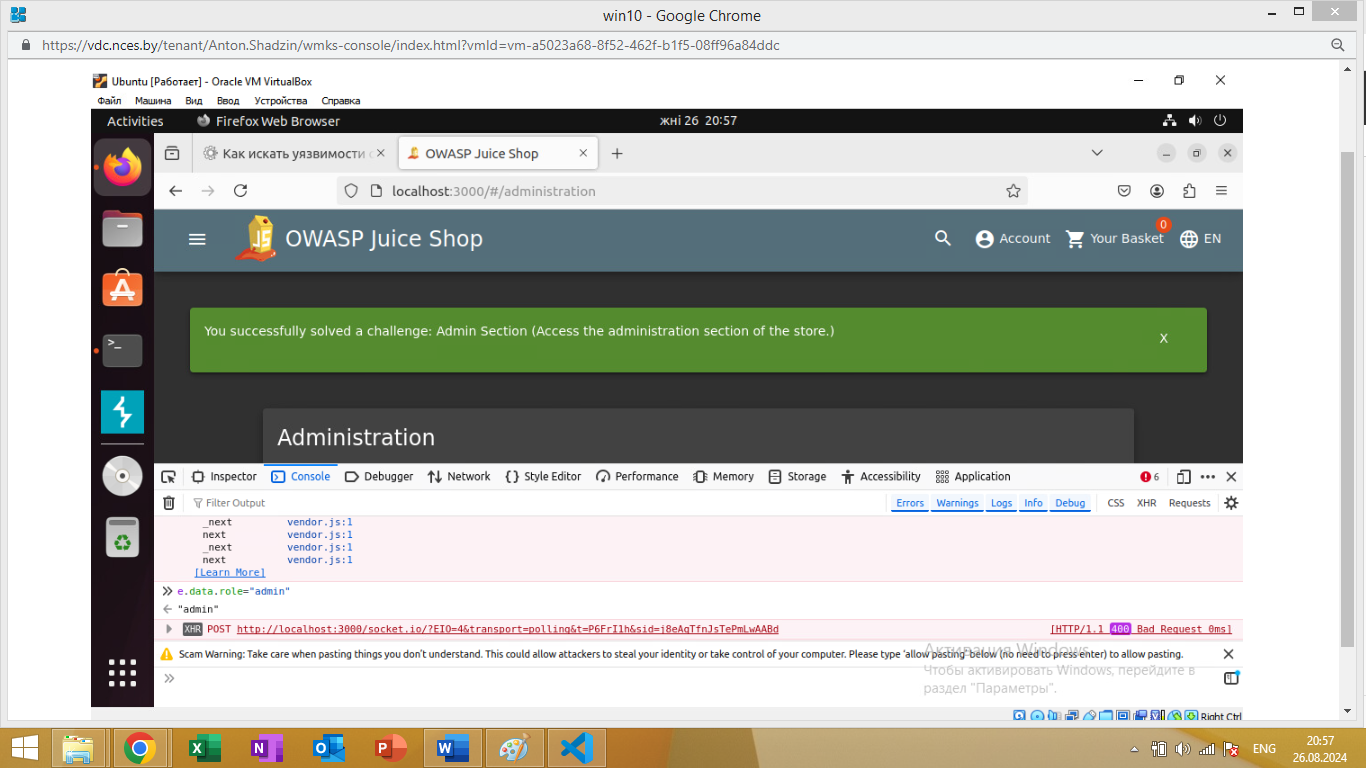 win10 - Google Chrome
https://vdc.nces.by/tenant/Anton.Shadzin/wmks-console/index.html?vmId=vm-a5023a68-8f52-462f-b1f5-08ff96a84ddc
Ubuntu [Работает] - Oracle VM VirtualBox
Файл Машина Вид Ввод Устройства Справка
Activities Firefox Web Browser жні 26 20:57
Как искать уязвимости OWASP Juice Shop
localhost:3000/#/administration
OWASP Juice Shop Account 0 Your Basket EN
You successfully solved a challenge: Admin Section (Access the administration section of the store.) X
Administration
Inspector Console Debugger Network Style Editor Performance Memory Storage Accessibility Application 6
Filter Output Errors Warnings Logs Info Debug CSS XHR Requests
_next vendor.js:1
next vendor.js:1
_next vendor.js:1
next vendor.js:1
[Learn More]
e.data.role="admin"
"admin"
XHR POST http://localhost:3000/socket.io/?EIO=4&transport=polling&t=P6FrI1h&sid=j8eAqTfnJsTePmLwAABd [HTTP/1.1 400 Bad Request 0ms]
Scam Warning: Take care when pasting things you don't understand. This could allow attackers to steal your identity or take control of your computer. Please type 'allow pasting' below (no need to press enter) to allow pasting.
Активация Windows
Чтобы активировать Windows, перейдите в
раздел "Параметры".
Right Ctrl
ENG 20:57
26.08.2024